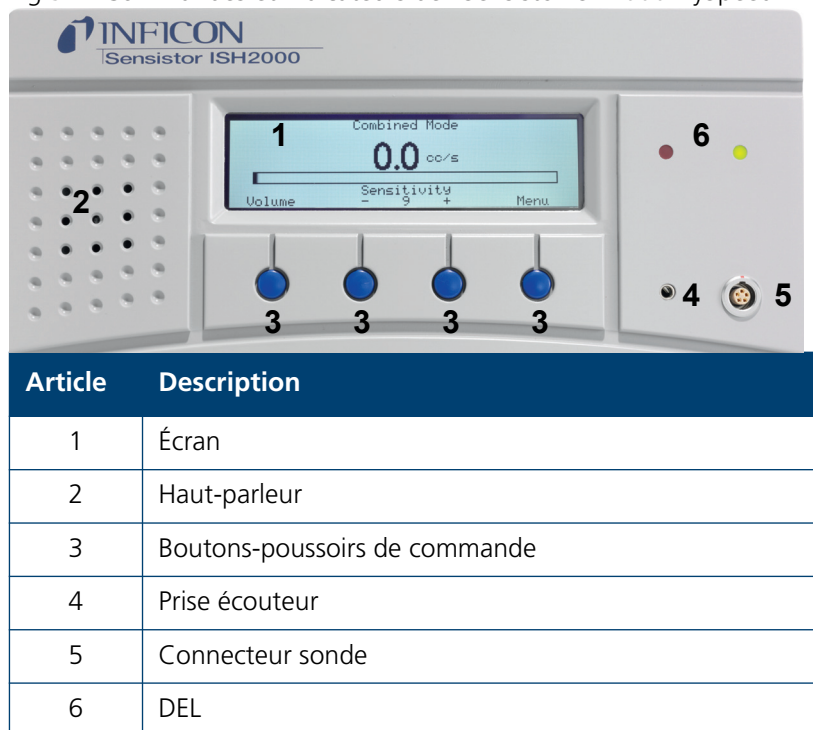 INFICON
Sensistor ISH2000
1
Combined Mode
6
0.0 cc/s
2
Sensitivity
Volume - 9 + Menu
4 5
3 3 3 3
Article Description
1 Écran
2 Haut-parleur
3 Boutons-poussoirs de commande
4 Prise écouteur
5 Connecteur sonde
6 DEL